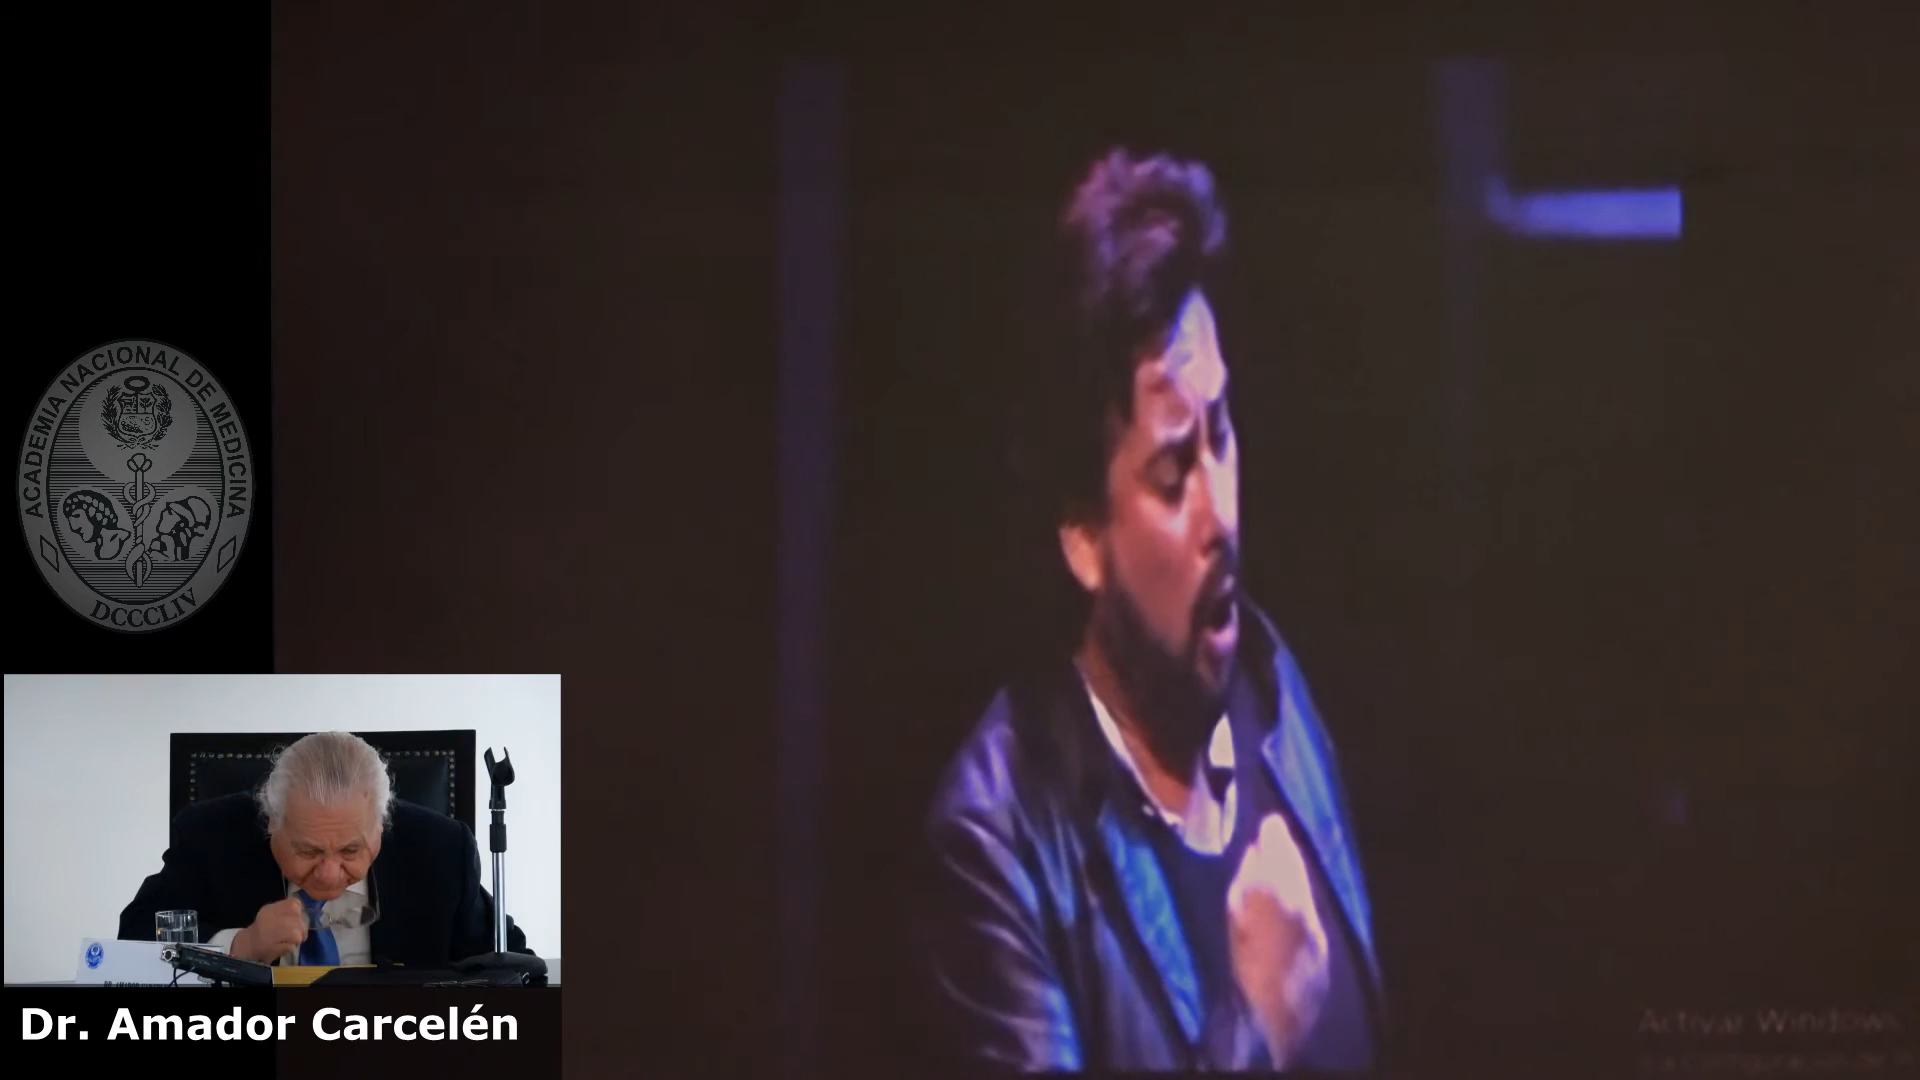 ACADEMIA NACIONAL DE MEDICINA
DCCCLIV
Dr. Amador Carcelén
Activar Windows